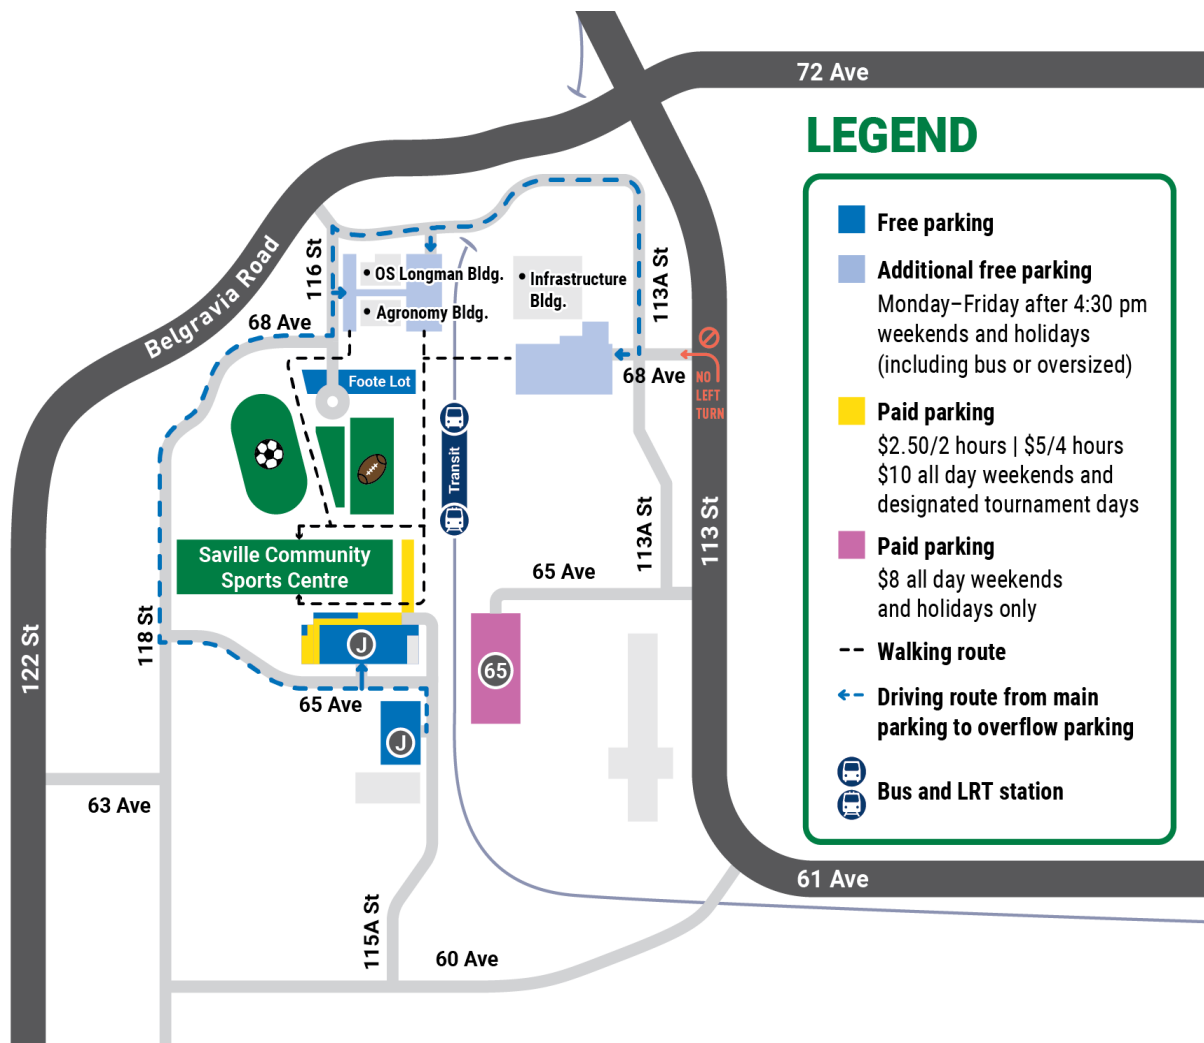 72 Ave
LEGEND
Free parking
Additional free parking
Monday–Friday after 4:30 pm
weekends and holidays
(including bus or oversized)
Paid parking
$2.50/2 hours | $5/4 hours
$10 all day weekends and
designated tournament days
Paid parking
$8 all day weekends
and holidays only
Walking route
Driving route from main
parking to overflow parking
Bus and LRT station
Belgravia Road
116 St
68 Ave
• OS Longman Bldg.
• Agronomy Bldg.
• Infrastructure
Bldg.
113A St
68 Ave
NO
LEFT
TURN
Foote Lot
Transit
113A St
113 St
65 Ave
Saville Community
Sports Centre
118 St
122 St
J
65
65 Ave
J
63 Ave
115A St
60 Ave
61 Ave